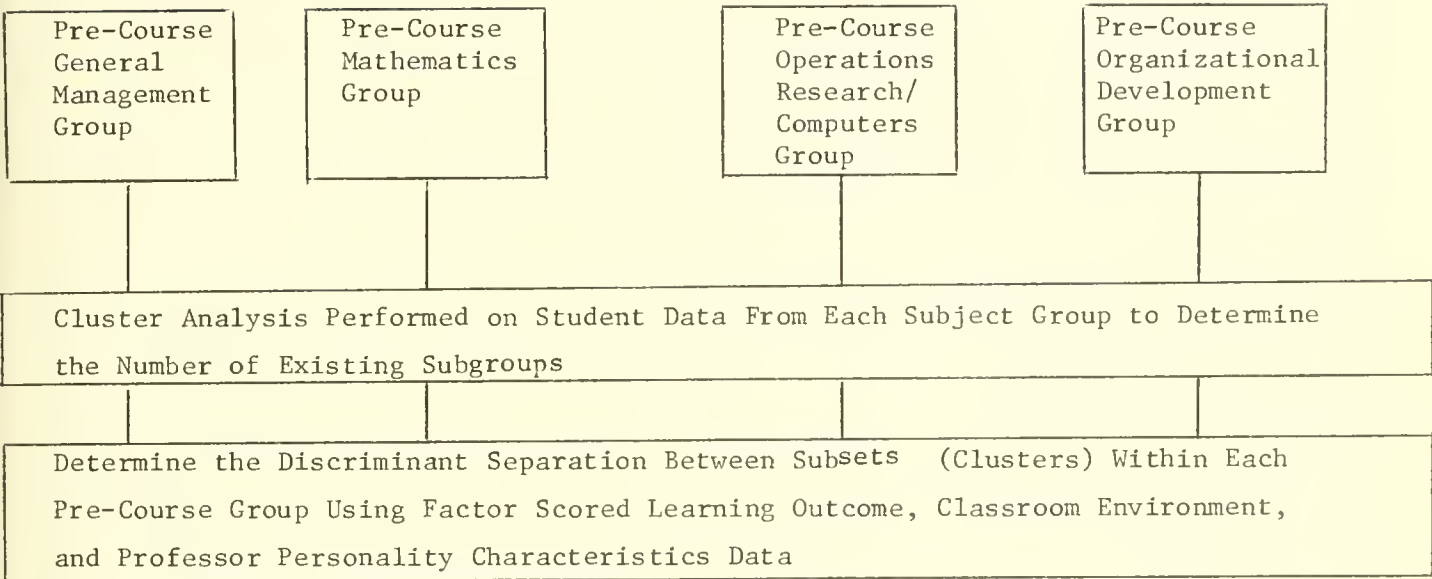 Pre-Course
General
Management
Group
Pre-Course
Mathematics
Group
Pre-Course
Operations
Research/
Computers
Group
Pre-Course
Organizational
Development
Group
Cluster Analysis Performed on Student Data From Each Subject Group to Determine
the Number of Existing Subgroups
Determine the Discriminant Separation Between Subsets (Clusters) Within Each
Pre-Course Group Using Factor Scored Learning Outcome, Classroom Environment,
and Professor Personality Characteristics Data